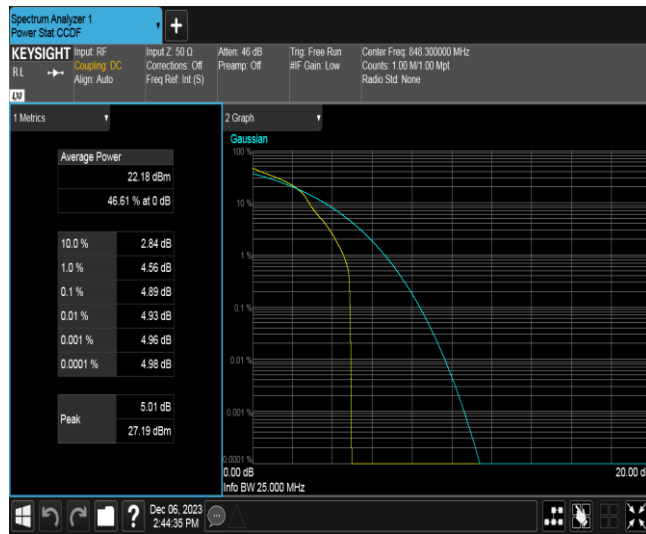 Spectrum Analyzer 1
Power Stat CCDF
+
KEYSIGHT
RL
LXI
Input: RF
Coupling: DC
Align: Auto
Input Z: 50 Ω
Corrections: Off
Freq Ref: Int (S)
Atten: 46 dB
Preamp: Off
Trig: Free Run
#IF Gain: Low
Center Freq: 848.300000 MHz
Counts: 1.00 M/1.00 Mpt
Radio Std: None
1 Metrics
Average Power
22.18 dBm
46.61 % at 0 dB
10.0 % 2.84 dB
1.0 % 4.56 dB
0.1 % 4.89 dB
0.01 % 4.93 dB
0.001 % 4.96 dB
0.0001 % 4.98 dB
Peak
5.01 dB
27.19 dBm
2 Graph
Gaussian
100 %
10 %
1 %
0.1 %
0.01 %
0.001 %
0.0001 %
0.00 dB
20.00 d
Info BW 25.000 MHz
?
Dec 06, 2023
2:44:35 PM